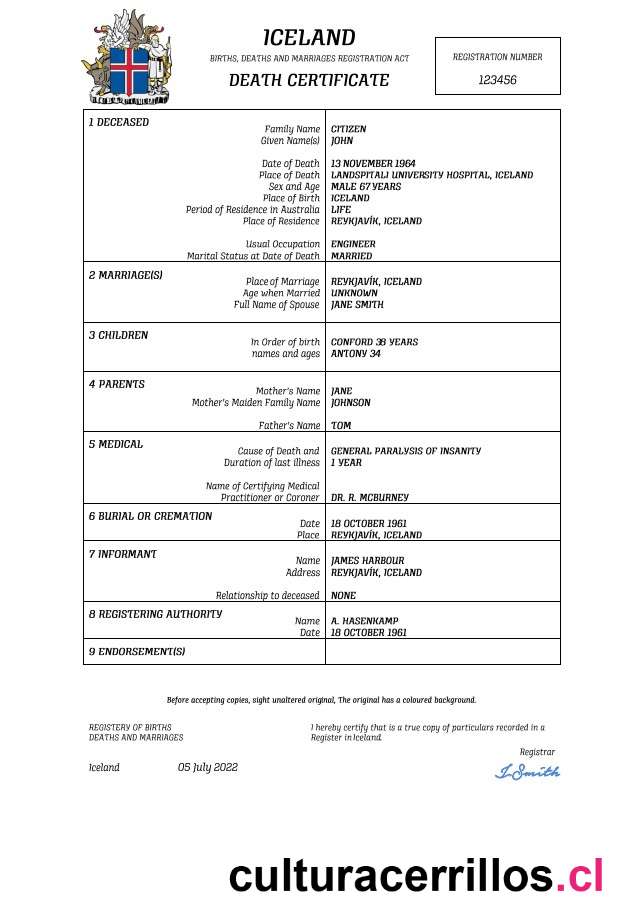 ICELAND
BIRTHS, DEATHS AND MARRIAGES REGISTRATION ACT
DEATH CERTIFICATE
REGISTRATION NUMBER
123456
1 DECEASED
Family Name CITIZEN
Given Name(s) JOHN
Date of Death 13 NOVEMBER 1964
Place of Death LANDSPITALI UNIVERSITY HOSPITAL, ICELAND
Sex and Age MALE 67 YEARS
Place of Birth ICELAND
Period of Residence in Australia LIFE
Place of Residence REYKJAVÍK, ICELAND
Usual Occupation ENGINEER
Marital Status at Date of Death MARRIED
2 MARRIAGE(S)
Place of Marriage REYKJAVÍK, ICELAND
Age when Married UNKNOWN
Full Name of Spouse JANE SMITH
3 CHILDREN
In Order of birth CONFORD 38 YEARS
names and ages ANTONY 34
4 PARENTS
Mother's Name JANE
Mother's Maiden Family Name JOHNSON
Father's Name TOM
5 MEDICAL
Cause of Death and GENERAL PARALYSIS OF INSANITY
Duration of last illness 1 YEAR
Name of Certifying Medical
Practitioner or Coroner DR. R. MCBURNEY
6 BURIAL OR CREMATION
Date 18 OCTOBER 1961
Place REYKJAVÍK, ICELAND
7 INFORMANT
Name JAMES HARBOUR
Address REYKJAVÍK, ICELAND
Relationship to deceased NONE
8 REGISTERING AUTHORITY
Name A. HASENKAMP
Date 18 OCTOBER 1961
9 ENDORSEMENT(S)
Before accepting copies, sight unaltered original, The original has a coloured background.
REGISTERY OF BIRTHS
DEATHS AND MARRIAGES
I hereby certify that is a true copy of particulars recorded in a
Register in Iceland.
Registrar
Iceland 05 July 2022
I Smith
culturacerrillos.cl